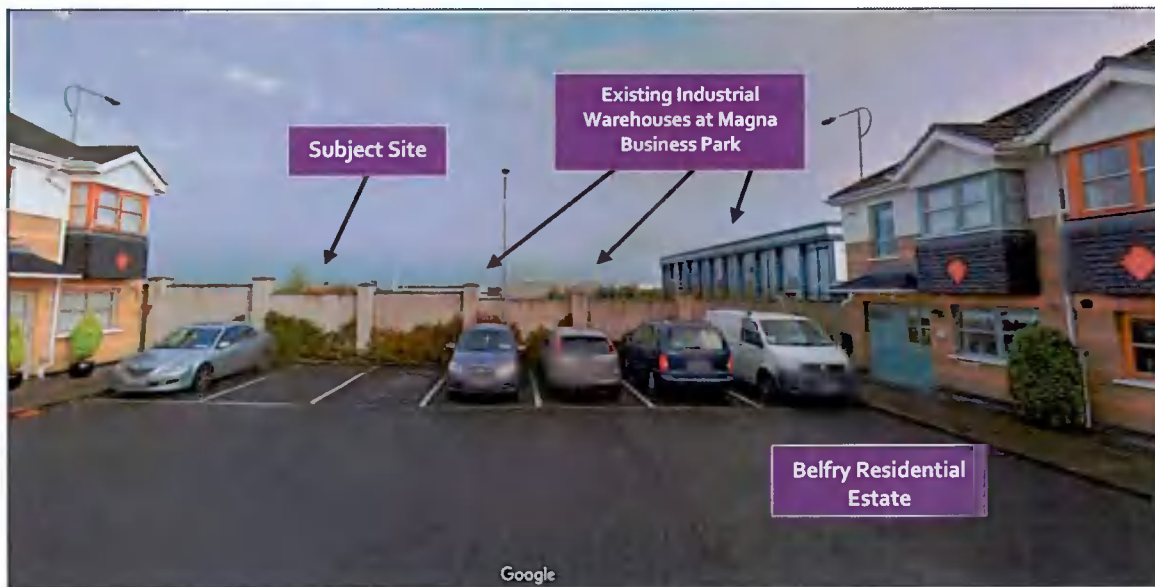 Subject Site
Existing Industrial
Warehouses at Magna
Business Park
Belfry Residential
Estate
Google